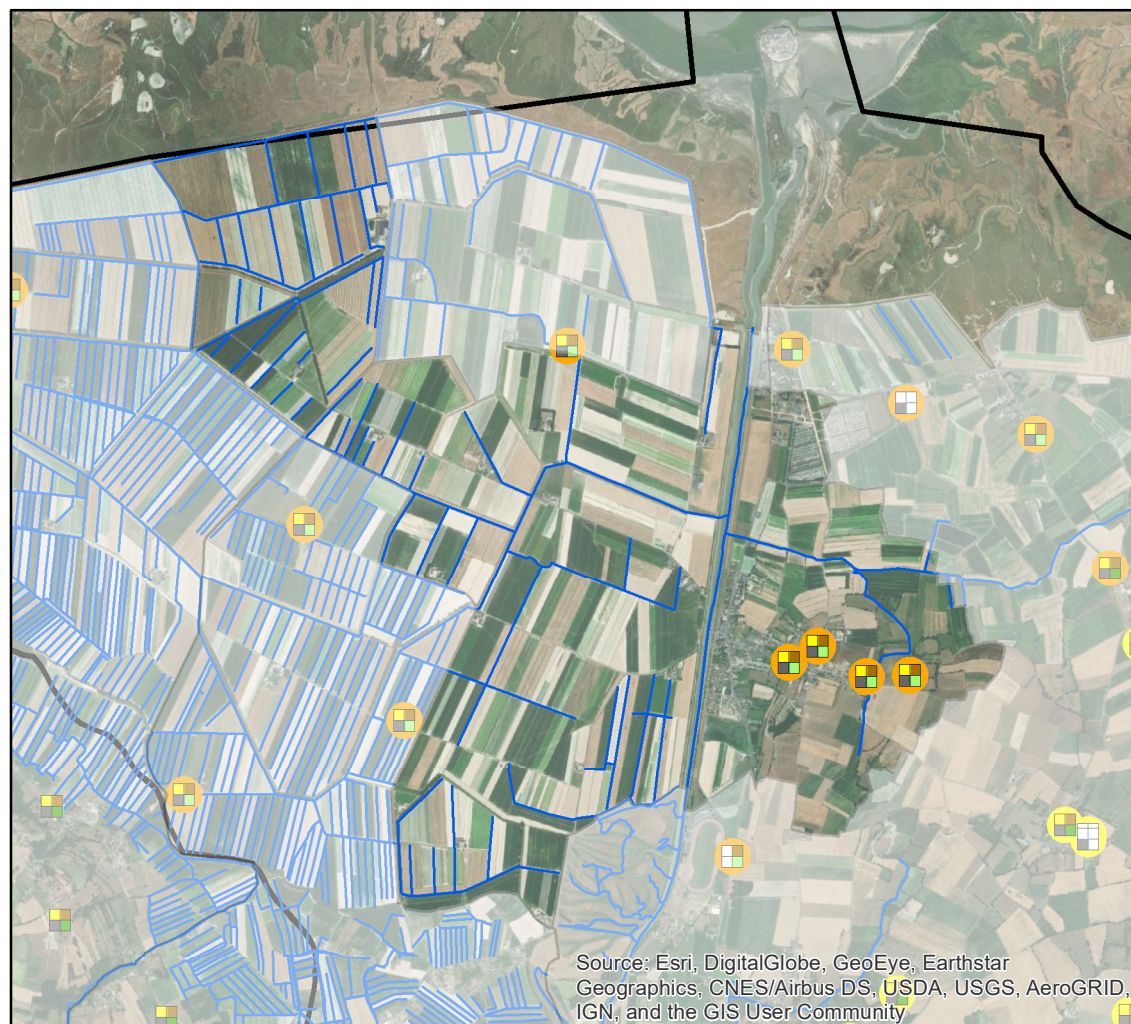 Source: Esri, DigitalGlobe, GeoEye, Earthstar
Geographics, CNES/Airbus DS, USDA, USGS, AeroGRID,
IGN, and the GIS User Community